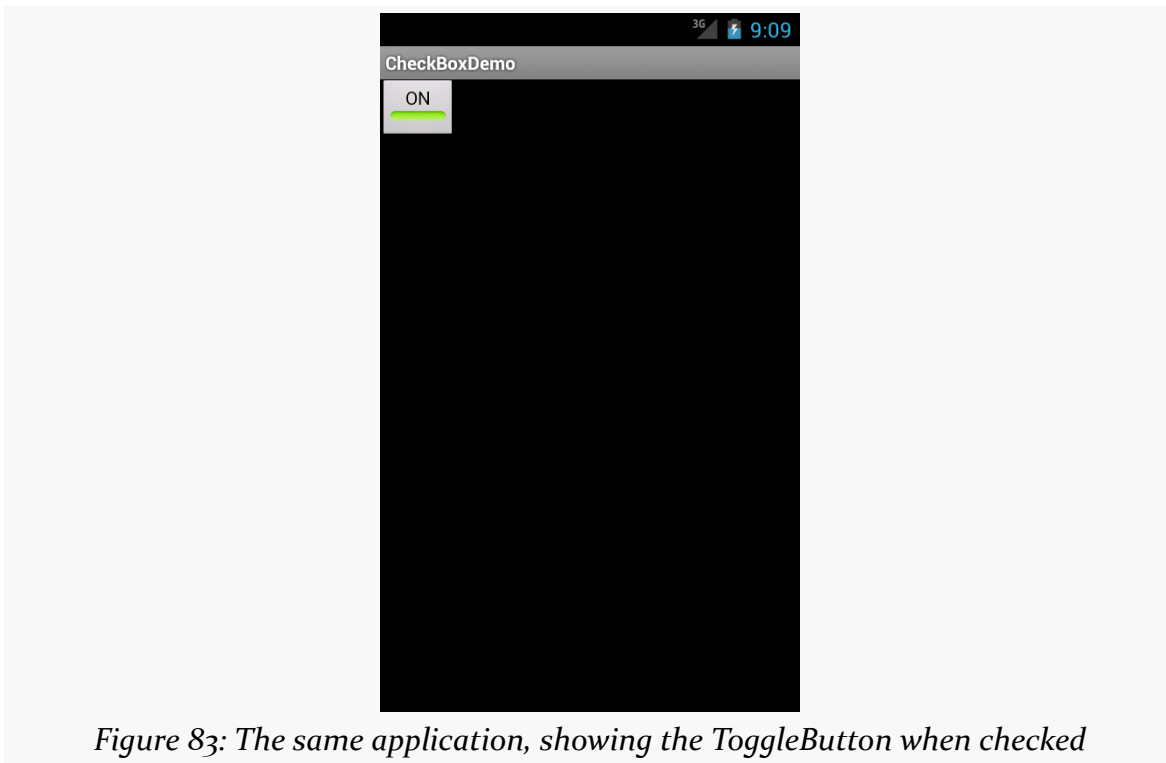 3G 9:09
CheckBoxDemo
ON
Figure 83: The same application, showing the ToggleButton when checked